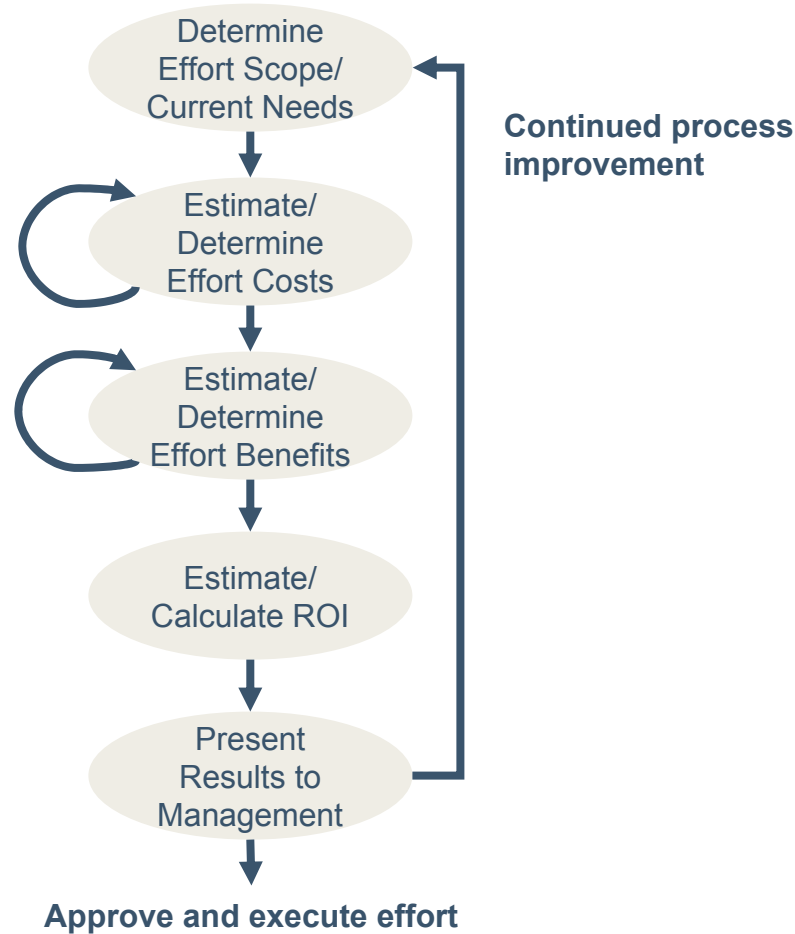 Determine
Effort Scope/
Current Needs
Continued process
improvement
Estimate/
Determine
Effort Costs
Estimate/
Determine
Effort Benefits
Estimate/
Calculate ROI
Present
Results to
Management
Approve and execute effort